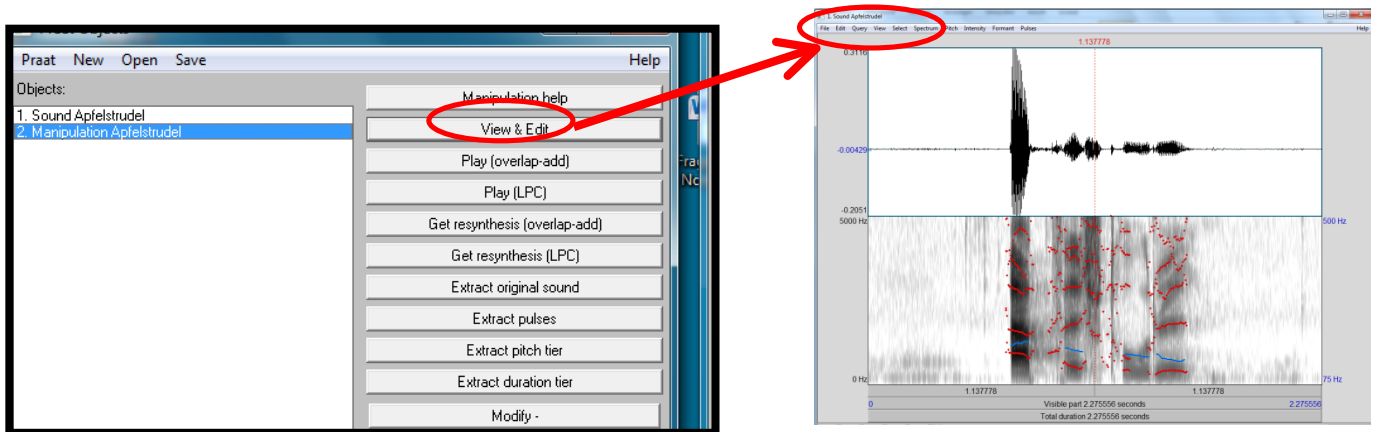 Praat Objects
Praat New Open Save Help
Objects:
1. Sound Apfelstrudel
2. Manipulation Apfelstrudel
Manipulation help
View & Edit
Play (overlap-add)
Play (LPC)
Get resynthesis (overlap-add)
Get resynthesis (LPC)
Extract original sound
Extract pulses
Extract pitch tier
Extract duration tier
Modify -
1. Sound Apfelstrudel
File Edit Query View Select Spectrum Pitch Intensity Formant Pulses Help
1.137778
0.3116
-0.00429
-0.2051
5000 Hz 500 Hz
0 Hz 75 Hz
1.137778 1.137778
0 Visible part 2.275556 seconds 2.275556
Total duration 2.275556 seconds